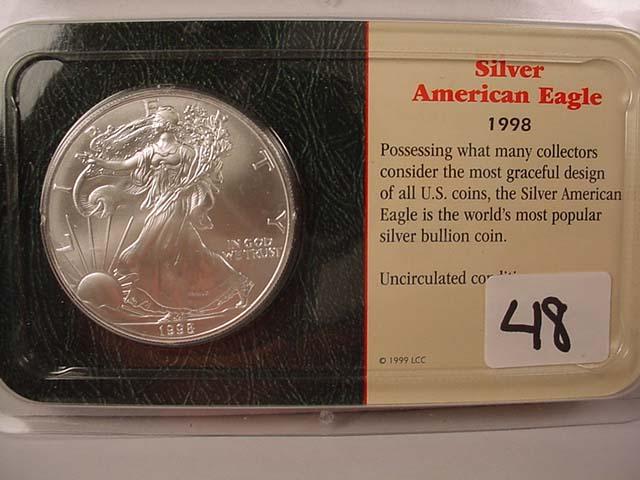 LIBERTY
IN GOD
WE TRUST
1998
Silver
American Eagle
1998
Possessing what many collectors
consider the most graceful design
of all U.S. coins, the Silver American
Eagle is the world's most popular
silver bullion coin.
Uncirculated
48
© 1999 LCC